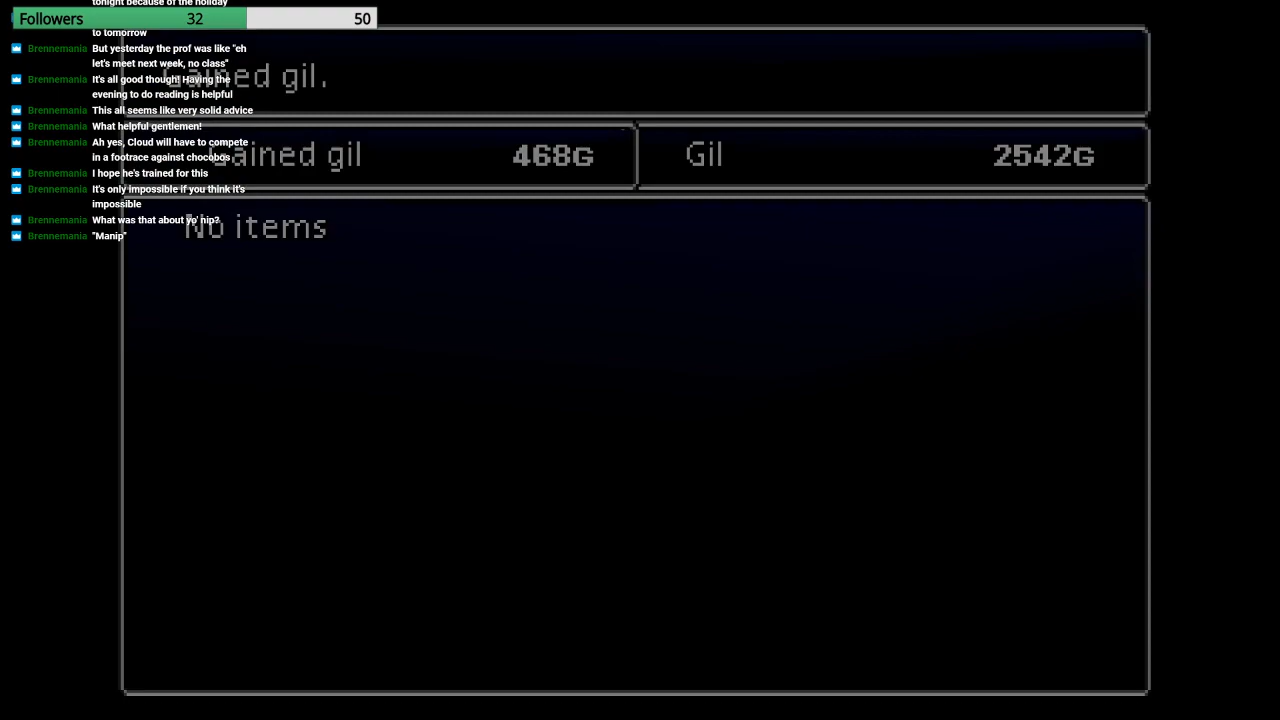 tonight because of the holiday
Followers 32 50
to tomorrow
Brennemania But yesterday the prof was like "eh
let's meet next week, no class"
Brennemania It's all good though! Having the
evening to do reading is helpful
Gained gil.
Brennemania This all seems like very solid advice
Brennemania What helpful gentlemen!
Brennemania Ah yes, Cloud will have to compete
in a footrace against chocobos
Gained gil 468G Gil 2542G
Brennemania I hope he's trained for this
Brennemania It's only impossible if you think it's
impossible
Brennemania What was that about yo' hip?
No items
Brennemania "Manip"